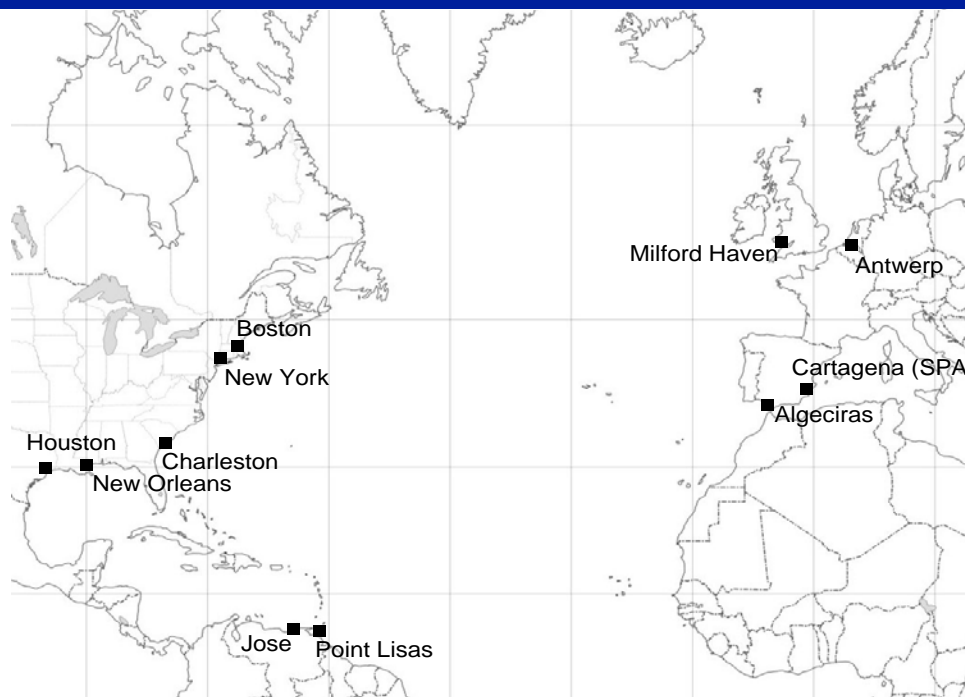 Milford Haven
Antwerp
Boston
New York
Cartagena (SPA
Algeciras
Houston
Charleston
New Orleans
Jose
Point Lisas